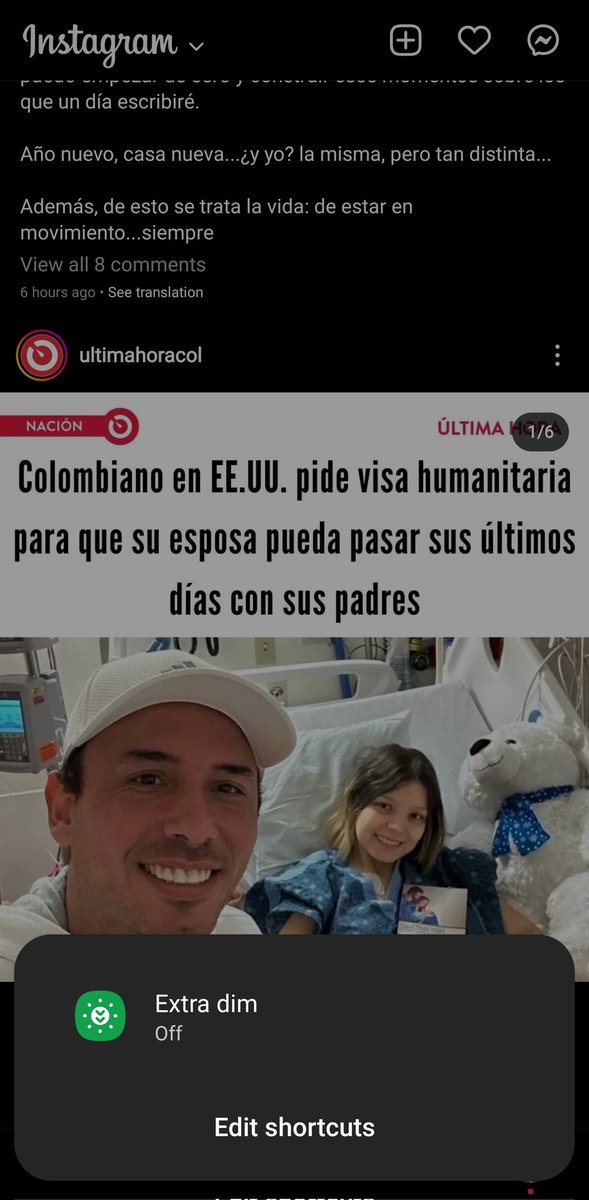 Instagram
que un día escribiré.
Año nuevo, casa nueva...¿y yo? la misma, pero tan distinta...
Además, de esto se trata la vida: de estar en
movimiento...siempre
View all 8 comments
6 hours ago • See translation
ultimahoracol
NACIÓN
ÚLTIMA HORA
1/6
Colombiano en EE.UU. pide visa humanitaria
para que su esposa pueda pasar sus últimos
días con sus padres
Extra dim
Off
Edit shortcuts